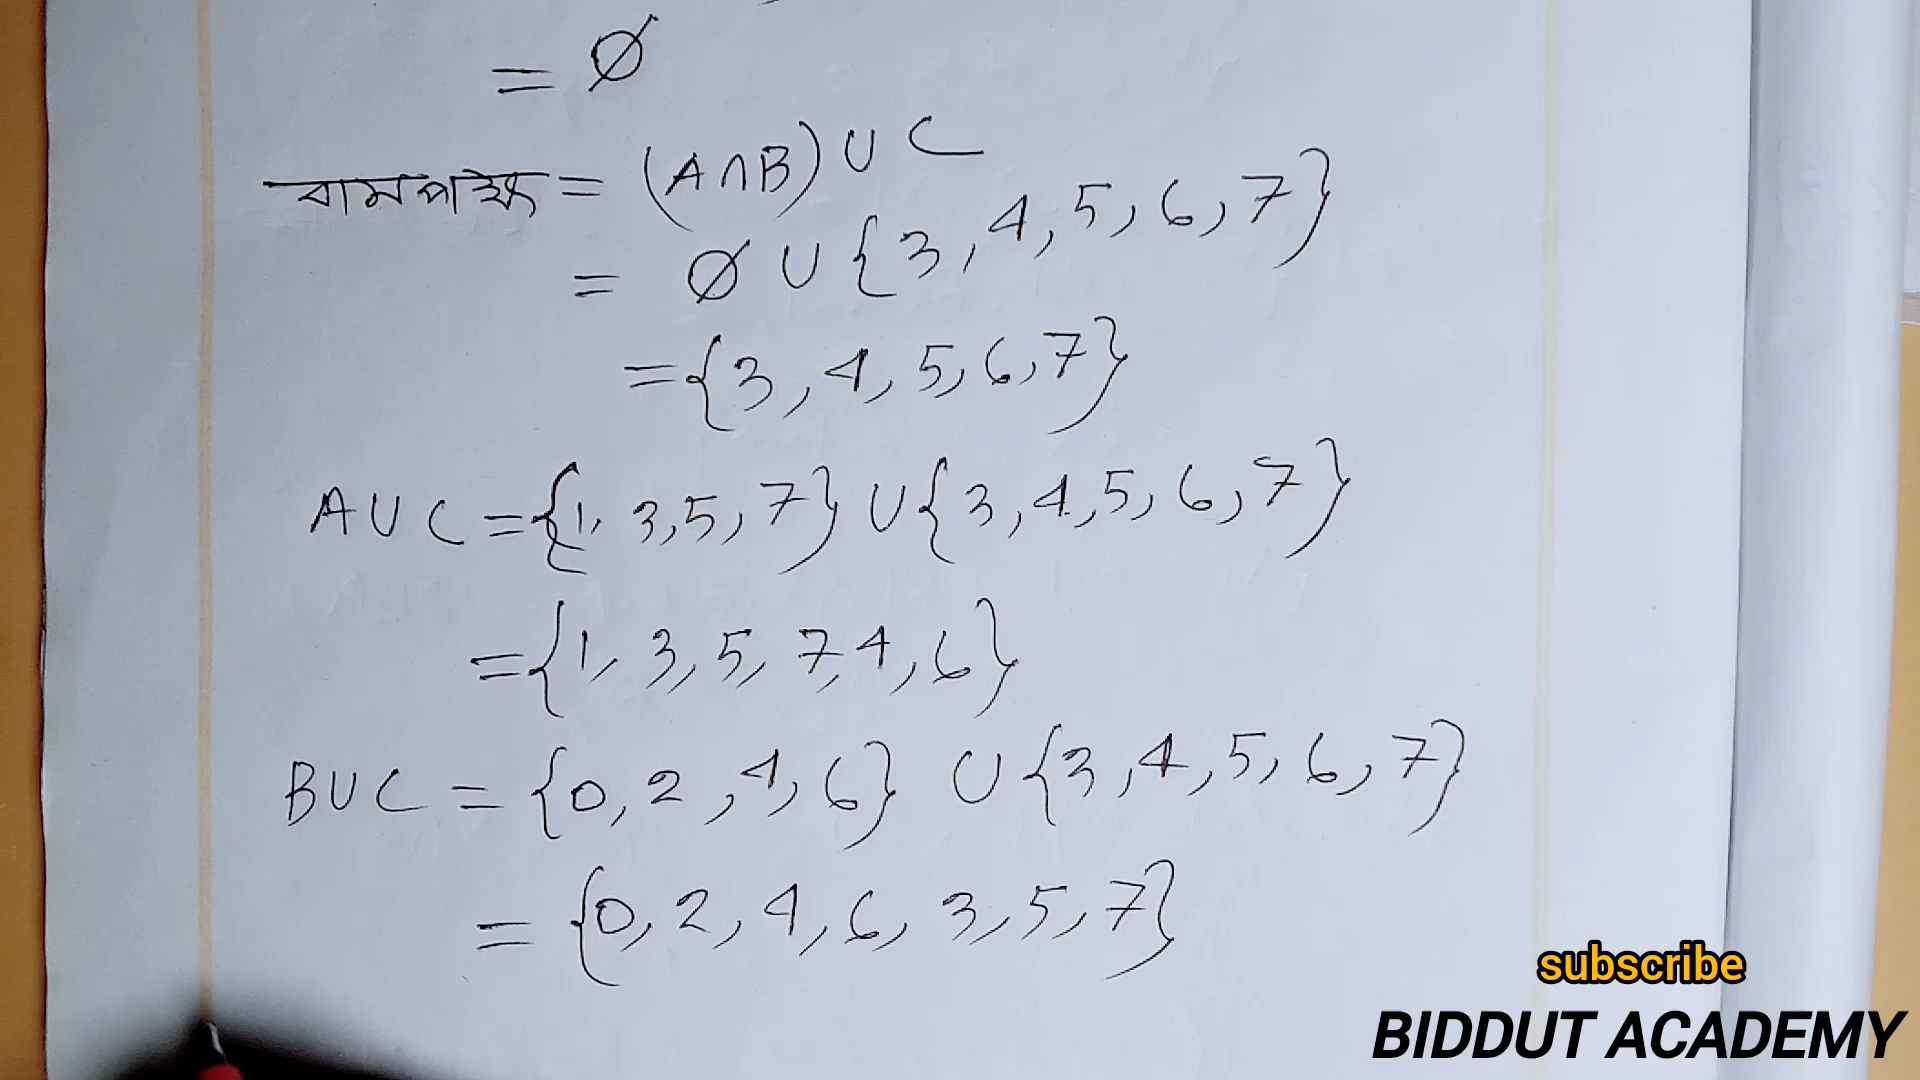 = ∅
বামপক্ষ = (A∩B) ∪ C
= ∅ ∪ {3, 4, 5, 6, 7}
= {3, 4, 5, 6, 7}
A ∪ C = {1, 3, 5, 7} ∪ {3, 4, 5, 6, 7}
= {1, 3, 5, 7, 4, 6}
B ∪ C = {0, 2, 4, 6} ∪ {3, 4, 5, 6, 7}
= {0, 2, 4, 6, 3, 5, 7}
subscribe
BIDDUT ACADEMY